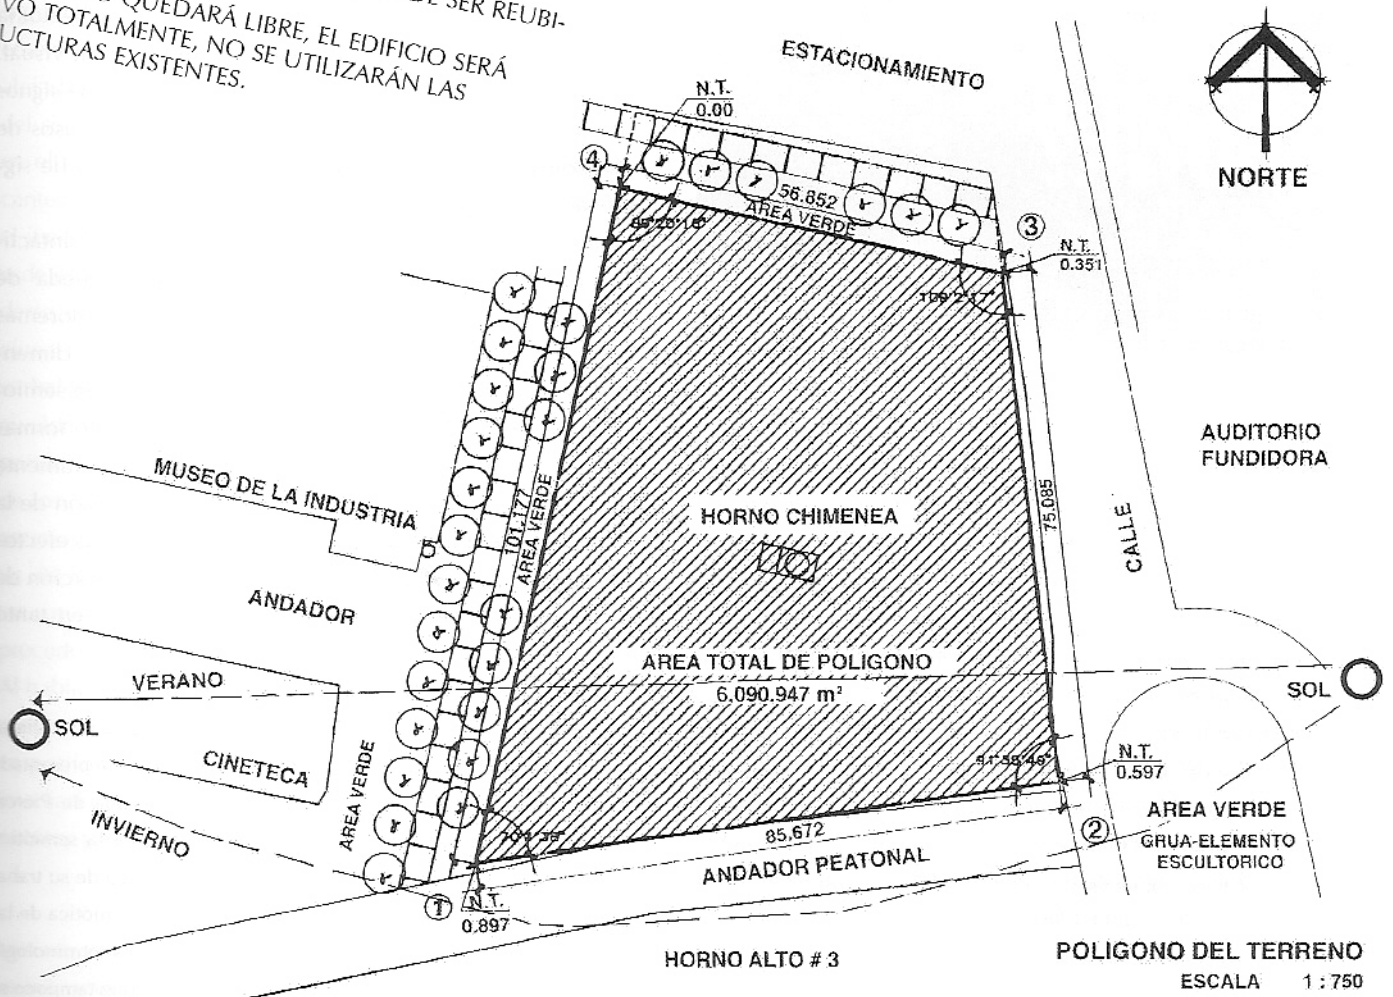 DE SER REUBI-
QUEDARÁ LIBRE, EL EDIFICIO SERÁ
VO TOTALMENTE, NO SE UTILIZARÁN LAS
UCTURAS EXISTENTES.
ESTACIONAMIENTO
NORTE
N.T.
0.00
4
56.852
AREA VERDE
3
N.T.
0.351
AUDITORIO
FUNDIDORA
MUSEO DE LA INDUSTRIA
101.177
AREA VERDE
HORNO CHIMENEA
75.085
CALLE
ANDADOR
AREA TOTAL DE POLIGONO
6.090.947 m²
VERANO
SOL
SOL
CINETECA
INVIERNO
AREA VERDE
N.T.
0.597
2
AREA VERDE
GRUA-ELEMENTO
ESCULTORICO
85.672
ANDADOR PEATONAL
1
N.T.
0.897
HORNO ALTO # 3
POLIGONO DEL TERRENO
ESCALA 1 : 750